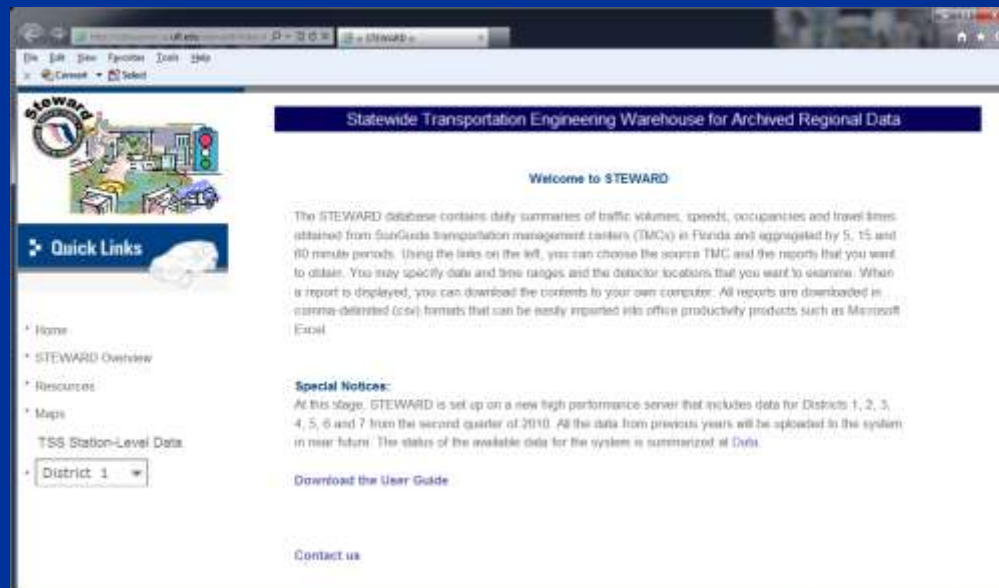 STEWARD
File Edit View Favorites Tools Help
x Convert Select
Steward
Statewide Transportation Engineering Warehouse for Archived Regional Data
Welcome to STEWARD
The STEWARD database contains daily summaries of traffic volumes, speeds, occupancies and travel times
obtained from SunGuide transportation management centers (TMCs) in Florida and aggregated by 5, 15 and
60 minute periods. Using the links on the left, you can choose the source TMC and the reports that you want
to obtain. You may specify date and time ranges and the detector locations that you want to examine. When
a report is displayed, you can download the contents to your own computer. All reports are downloaded in
comma-delimited (csv) formats that can be easily imported into office productivity products such as Microsoft
Excel.
Quick Links
Home
STEWARD Overview
Resources
Maps
TSS Station-Level Data
District 1
Special Notices:
At this stage, STEWARD is set up on a new high performance server that includes data for Districts 1, 2, 3,
4, 5, 6 and 7 from the second quarter of 2010. All the data from previous years will be uploaded to the system
in near future. The status of the available data for the system is summarized at Data.
Download the User Guide
Contact us